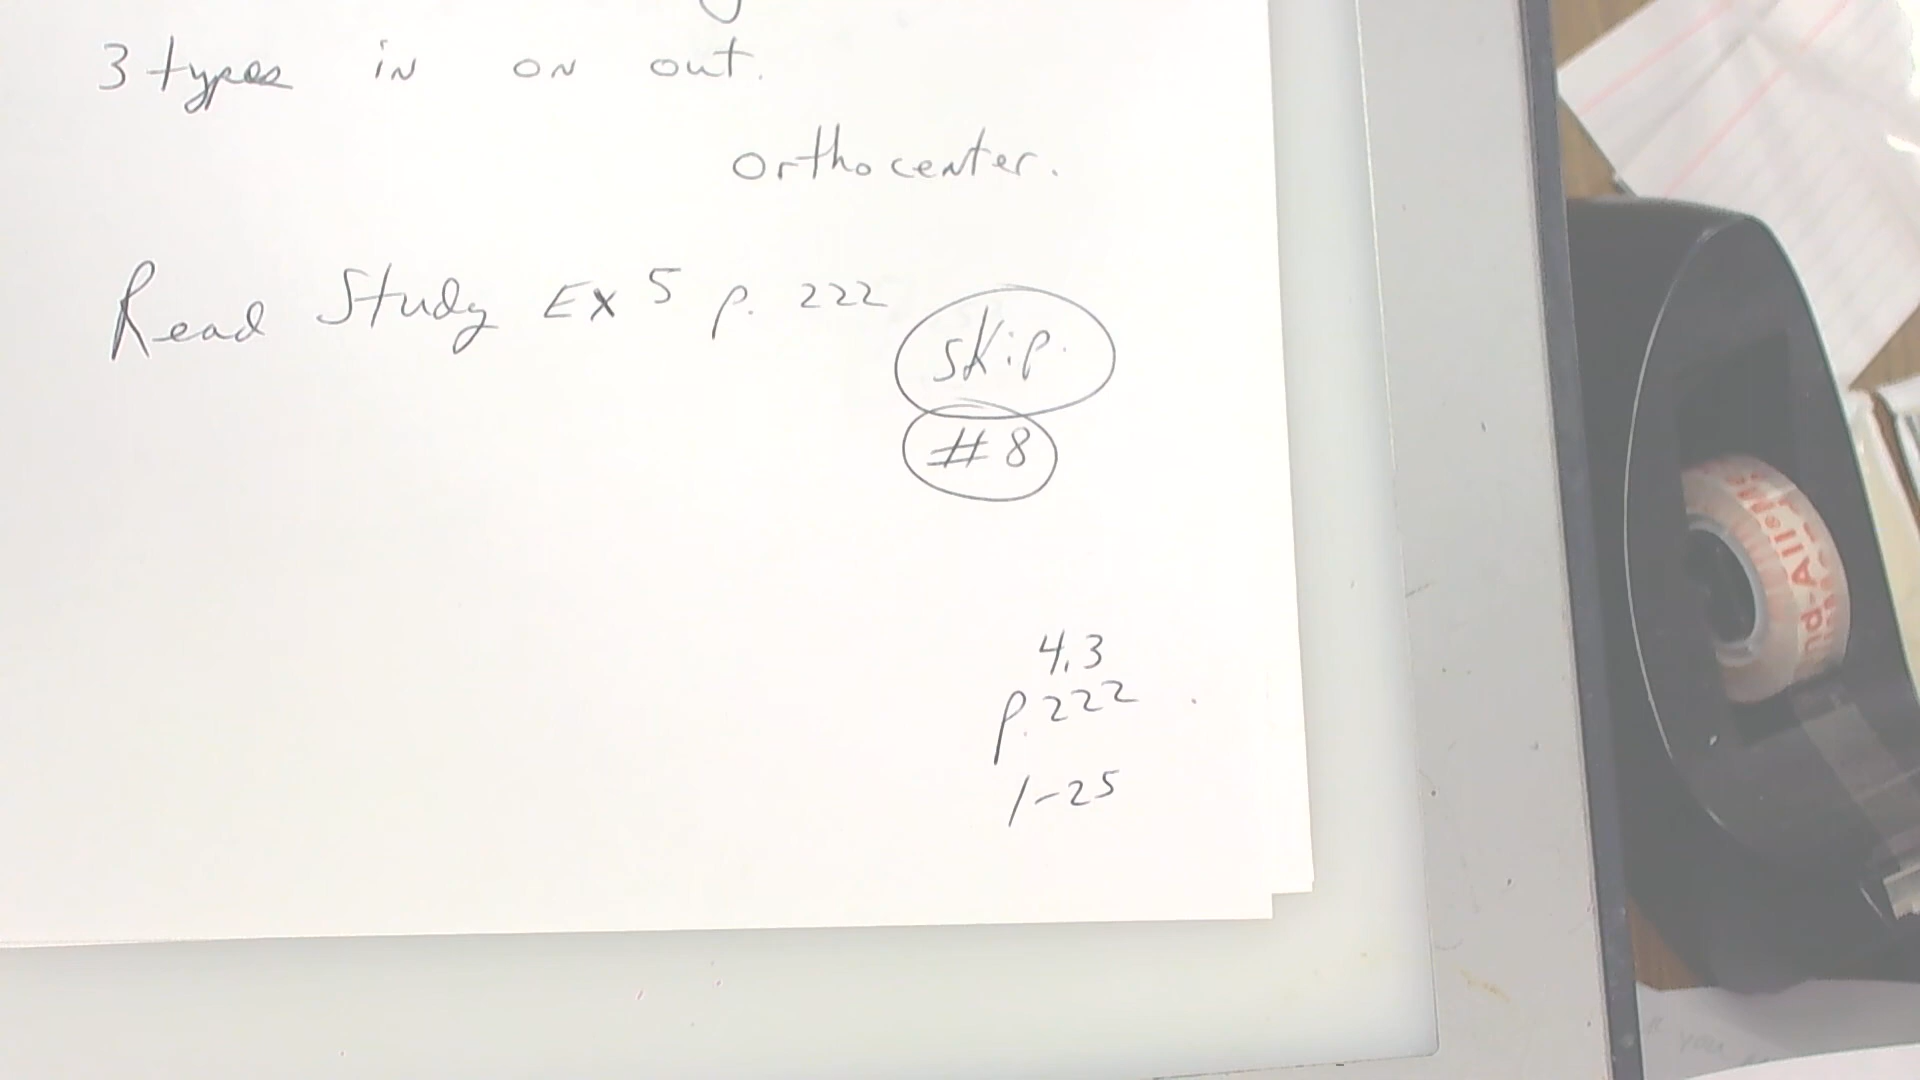 3 types in on out.
orthocenter.
Read Study Ex 5 p. 222
skip.
#8
4.3
p. 222
1-25